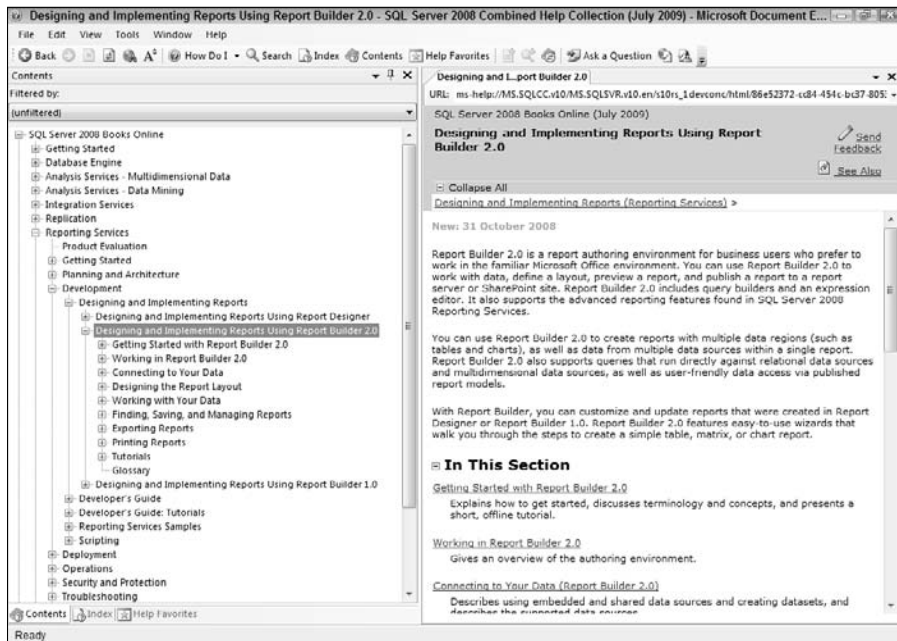 Designing and Implementing Reports Using Report Builder 2.0 - SQL Server 2008 Combined Help Collection (July 2009) - Microsoft Document E...
File Edit View Tools Window Help
Back How Do I Search Index Contents Help Favorites Ask a Question
Contents
Filtered by:
(unfiltered)
SQL Server 2008 Books Online
Getting Started
Database Engine
Analysis Services - Multidimensional Data
Analysis Services - Data Mining
Integration Services
Replication
Reporting Services
Product Evaluation
Getting Started
Planning and Architecture
Development
Designing and Implementing Reports
Designing and Implementing Reports Using Report Designer
Designing and Implementing Reports Using Report Builder 2.0
Getting Started with Report Builder 2.0
Working in Report Builder 2.0
Connecting to Your Data
Designing the Report Layout
Working with Your Data
Finding, Saving, and Managing Reports
Exporting Reports
Printing Reports
Tutorials
Glossary
Designing and Implementing Reports Using Report Builder 1.0
Developer's Guide
Developer's Guide: Tutorials
Reporting Services Samples
Scripting
Deployment
Operations
Security and Protection
Troubleshooting
Contents Index Help Favorites
Ready
Designing and I...port Builder 2.0
URL: ms-help://MS.SQLCC.v10/MS.SQLSVR.v10.en/s10rs_1devconc/html/86e52372-cc84-454c-bc37-805
SQL Server 2008 Books Online (July 2009)
Designing and Implementing Reports Using Report
Builder 2.0
Send
Feedback
See Also
Collapse All
Designing and Implementing Reports (Reporting Services) >
New: 31 October 2008
Report Builder 2.0 is a report authoring environment for business users who prefer to
work in the familiar Microsoft Office environment. You can use Report Builder 2.0 to
work with data, define a layout, preview a report, and publish a report to a report
server or SharePoint site. Report Builder 2.0 includes query builders and an expression
editor. It also supports the advanced reporting features found in SQL Server 2008
Reporting Services.
You can use Report Builder 2.0 to create reports with multiple data regions (such as
tables and charts), as well as data from multiple data sources within a single report.
Report Builder 2.0 also supports queries that run directly against relational data sources
and multidimensional data sources, as well as user-friendly data access via published
report models.
With Report Builder, you can customize and update reports that were created in Report
Designer or Report Builder 1.0. Report Builder 2.0 features easy-to-use wizards that
walk you through the steps to create a simple table, matrix, or chart report.
In This Section
Getting Started with Report Builder 2.0
Explains how to get started, discusses terminology and concepts, and presents a
short, offline tutorial.
Working in Report Builder 2.0
Gives an overview of the authoring environment.
Connecting to Your Data (Report Builder 2.0)
Describes using embedded and shared data sources and creating datasets, and
describes the supported data sources